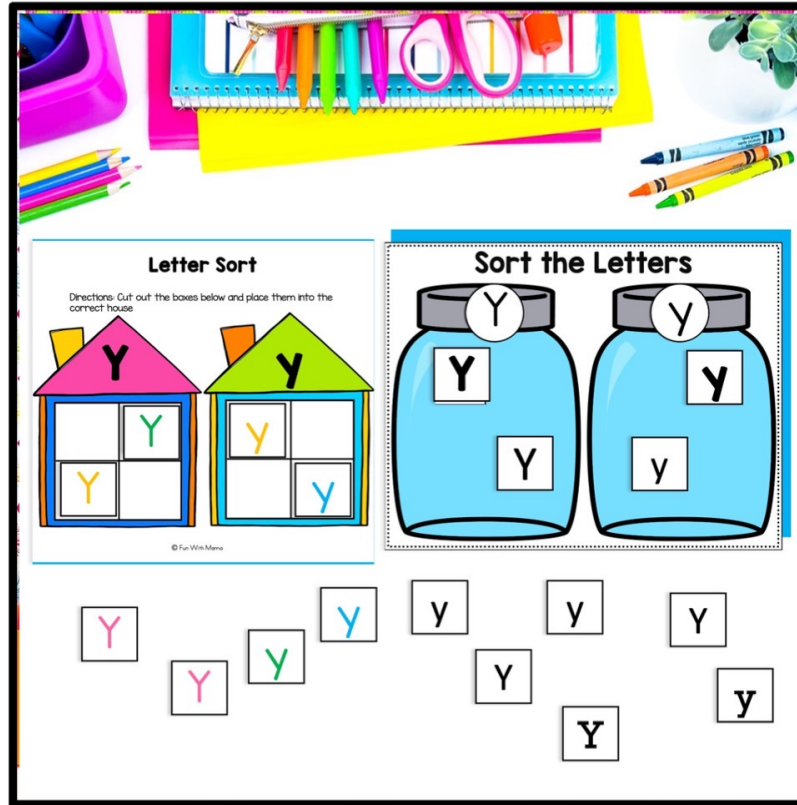 Letter Sort
Directions: Cut out the boxes below and place them into the
correct house
Y
y
Y
Y
y
y
© Fun With Mama
Sort the Letters
Y
y
Y
Y
y
y
Y
Y
y
y
y
y
Y
Y
Y
y